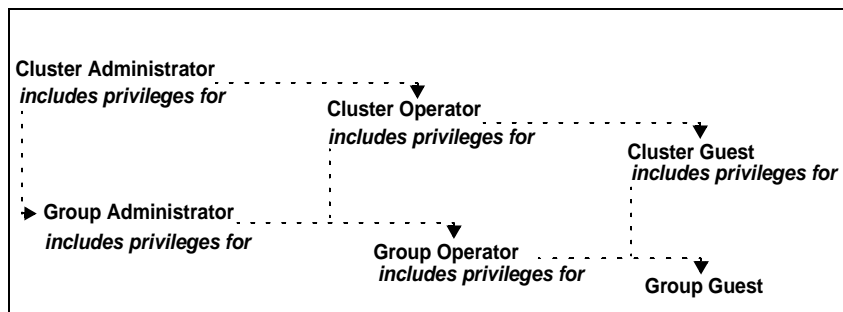 Cluster Administrator
includes privileges for
Cluster Operator
includes privileges for
Cluster Guest
includes privileges for
Group Administrator
includes privileges for
Group Operator
includes privileges for
Group Guest